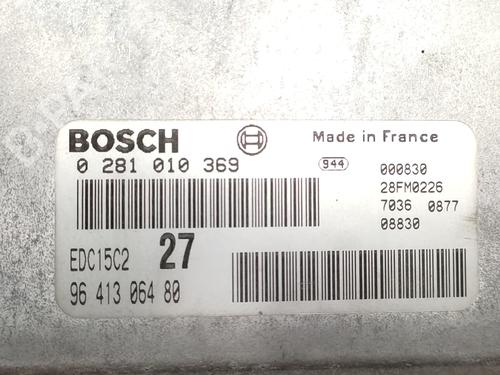 BOSCH
Made in France
0 281 010 369
944
000830
28FM0226
7036 0877
08830
EDC15C2 27
96 413 064 80